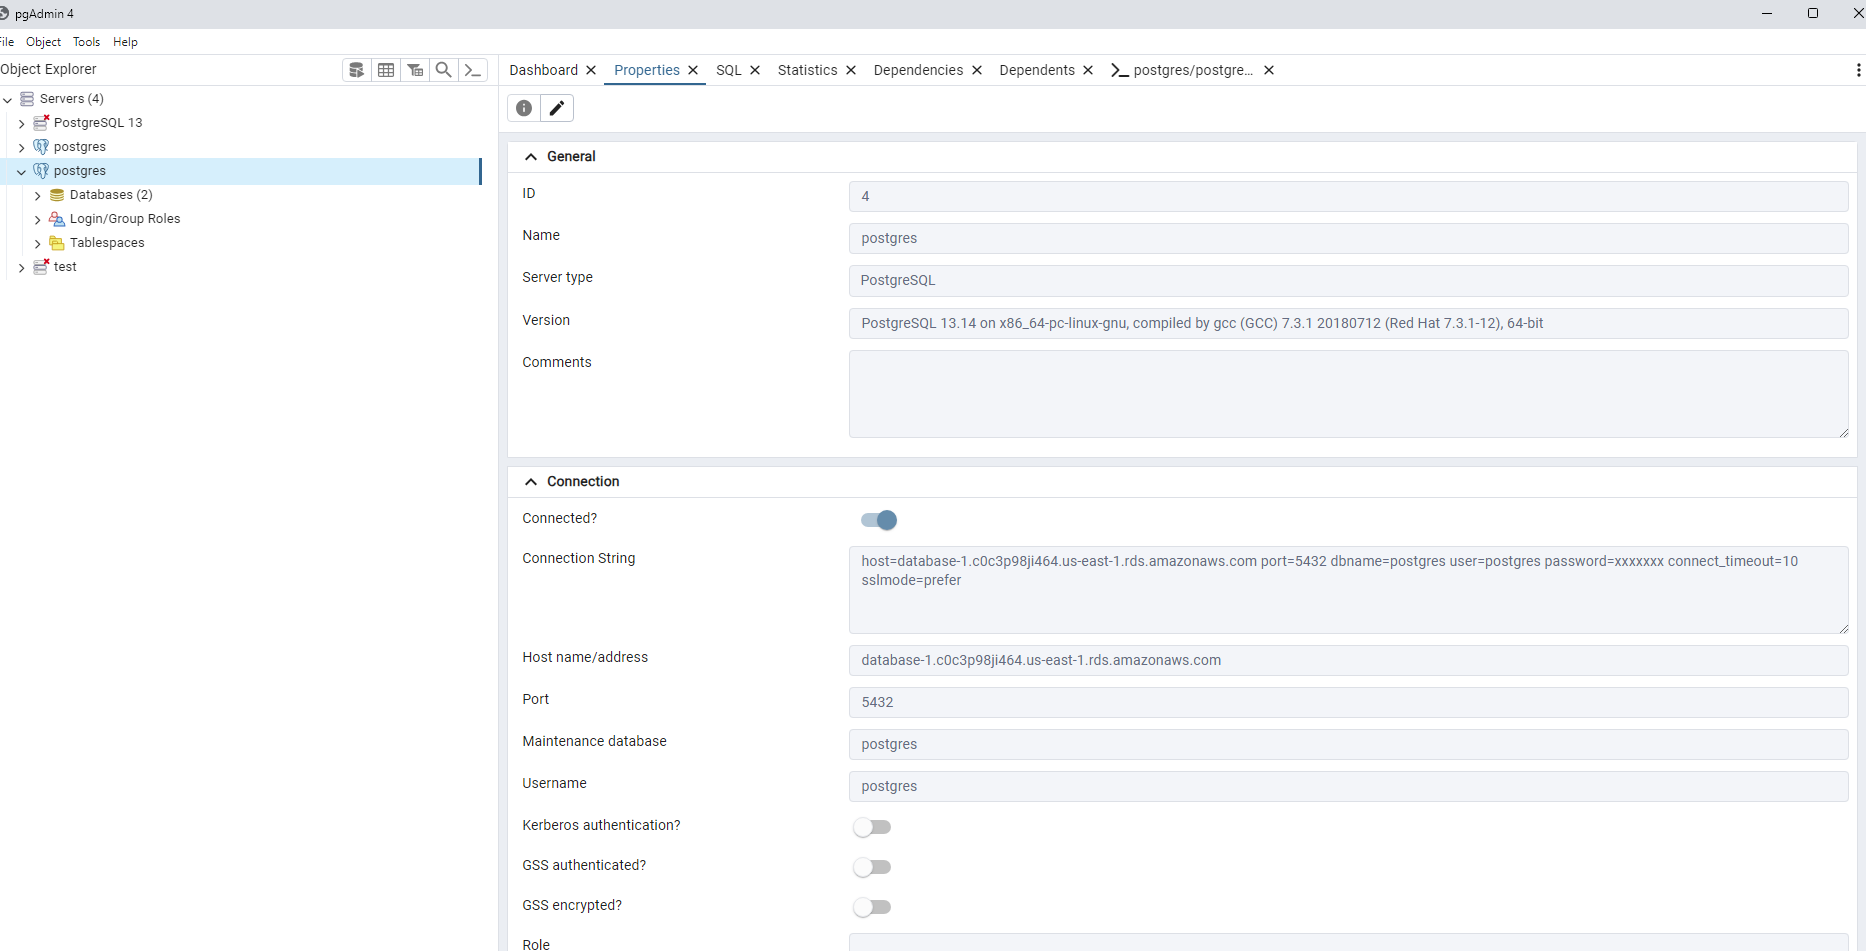 pgAdmin 4
File Object Tools Help
Object Explorer
Servers (4)
PostgreSQL 13
postgres
postgres
Databases (2)
Login/Group Roles
Tablespaces
test
Dashboard Properties SQL Statistics Dependencies Dependents postgres/postgre...
General
ID 4
Name postgres
Server type PostgreSQL
Version PostgreSQL 13.14 on x86_64-pc-linux-gnu, compiled by gcc (GCC) 7.3.1 20180712 (Red Hat 7.3.1-12), 64-bit
Comments
Connection
Connected?
Connection String host=database-1.c0c3p98ji464.us-east-1.rds.amazonaws.com port=5432 dbname=postgres user=postgres password=xxxxxxx connect_timeout=10
sslmode=prefer
Host name/address database-1.c0c3p98ji464.us-east-1.rds.amazonaws.com
Port 5432
Maintenance database postgres
Username postgres
Kerberos authentication?
GSS authenticated?
GSS encrypted?
Role